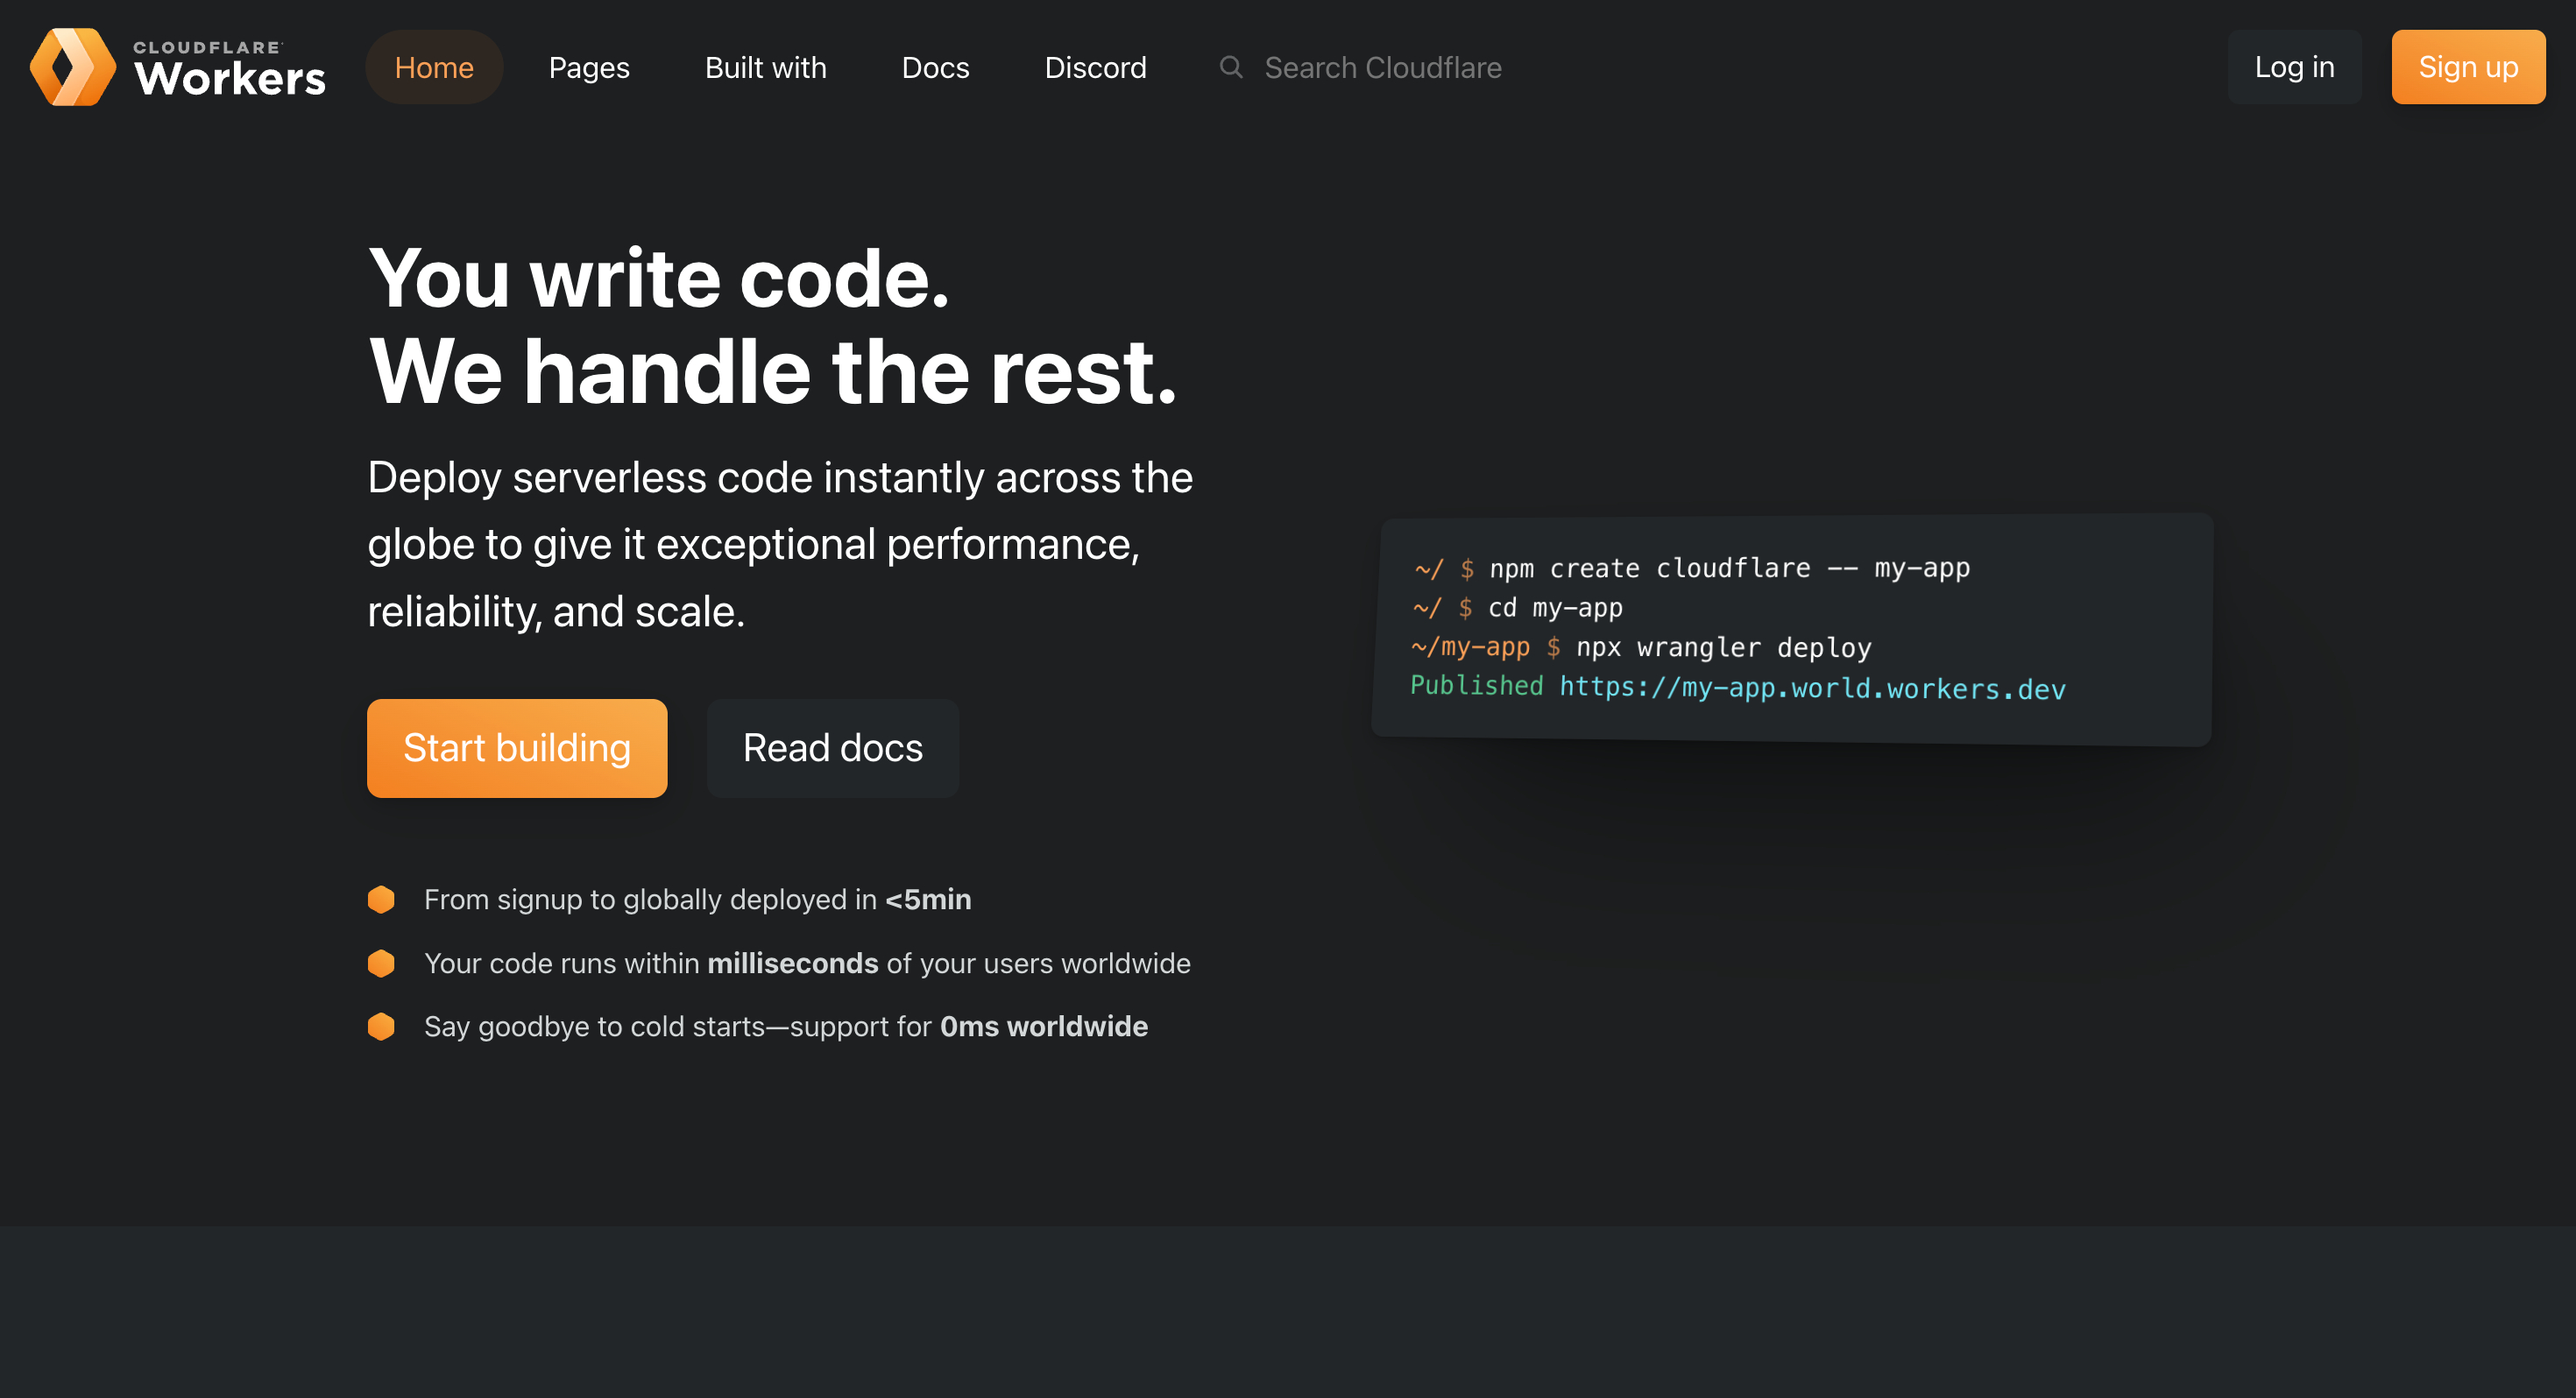 CLOUDFLARE
Workers
Home
Pages
Built with
Docs
Discord
Search Cloudflare
Log in
Sign up
You write code.
We handle the rest.
Deploy serverless code instantly across the
globe to give it exceptional performance,
reliability, and scale.
Start building
Read docs
From signup to globally deployed in <5min
Your code runs within milliseconds of your users worldwide
Say goodbye to cold starts—support for 0ms worldwide
~/ $ npm create cloudflare -- my-app
~/ $ cd my-app
~/my-app $ npx wrangler deploy
Published https://my-app.world.workers.dev